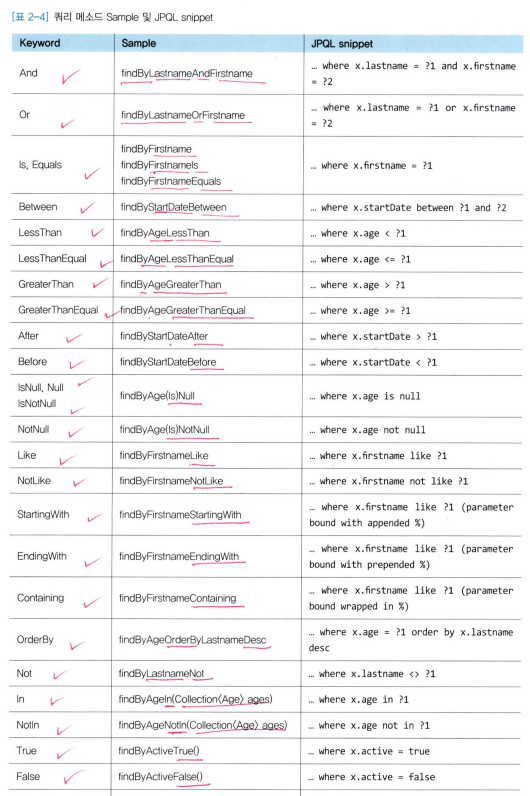 [표 2-4] 쿼리 메소드 Sample 및 JPQL snippet
Keyword Sample JPQL snippet
And findByLastnameAndFirstname … where x.lastname = ?1 and x.firstname
= ?2
Or findByLastnameOrFirstname … where x.lastname = ?1 or x.firstname
= ?2
findByFirstname
Is, Equals findByFirstnameIs … where x.firstname = ?1
findByFirstnameEquals
Between findByStartDateBetween … where x.startDate between ?1 and ?2
LessThan findByAgeLessThan … where x.age < ?1
LessThanEqual findByAgeLessThanEqual … where x.age <= ?1
GreaterThan findByAgeGreaterThan … where x.age > ?1
GreaterThanEqual findByAgeGreaterThanEqual … where x.age >= ?1
After findByStartDateAfter … where x.startDate > ?1
Before findByStartDateBefore … where x.startDate < ?1
IsNull, Null
IsNotNull findByAge(Is)Null … where x.age is null
NotNull findByAge(Is)NotNull … where x.age not null
Like findByFirstnameLike … where x.firstname like ?1
NotLike findByFirstnameNotLike … where x.firstname not like ?1
StartingWith findByFirstnameStartingWith … where x.firstname like ?1 (parameter
bound with appended %)
EndingWith findByFirstnameEndingWith … where x.firstname like ?1 (parameter
bound with prepended %)
Containing findByFirstnameContaining … where x.firstname like ?1 (parameter
bound wrapped in %)
OrderBy findByAgeOrderByLastnameDesc … where x.age = ?1 order by x.lastname
desc
Not findByLastnameNot … where x.lastname <> ?1
In findByAgeIn(Collection〈Age〉 ages) … where x.age in ?1
NotIn findByAgeNotIn(Collection〈Age〉 ages) … where x.age not in ?1
True findByActiveTrue() … where x.active = true
False findByActiveFalse() … where x.active = false